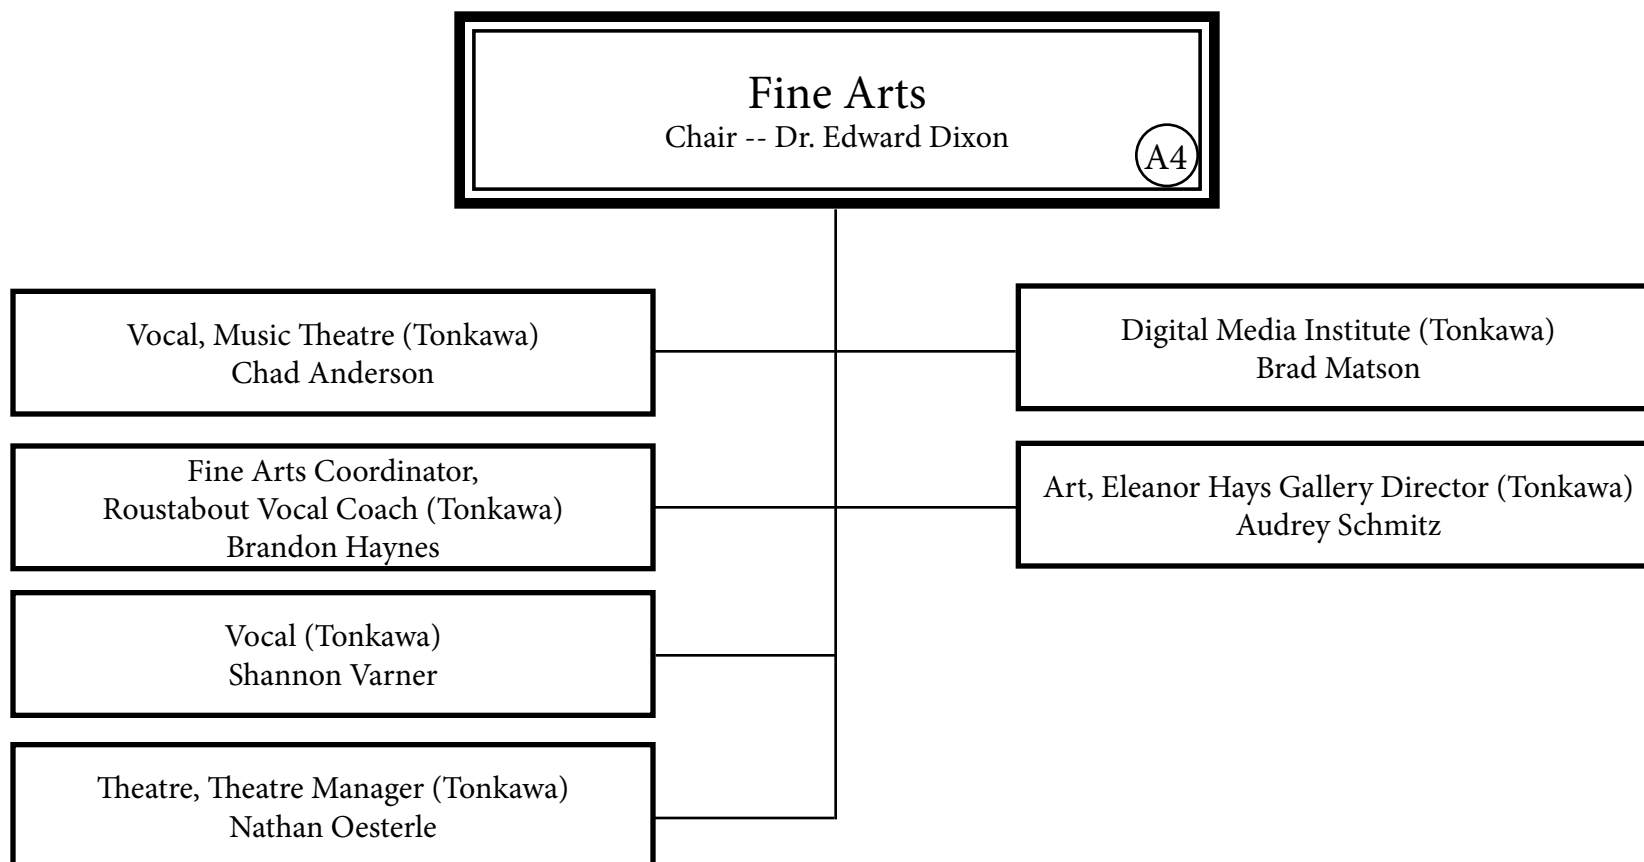 Fine Arts
Chair -- Dr. Edward Dixon
A4
Vocal, Music Theatre (Tonkawa)
Chad Anderson
Fine Arts Coordinator,
Roustabout Vocal Coach (Tonkawa)
Brandon Haynes
Vocal (Tonkawa)
Shannon Varner
Theatre, Theatre Manager (Tonkawa)
Nathan Oesterle
Digital Media Institute (Tonkawa)
Brad Matson
Art, Eleanor Hays Gallery Director (Tonkawa)
Audrey Schmitz